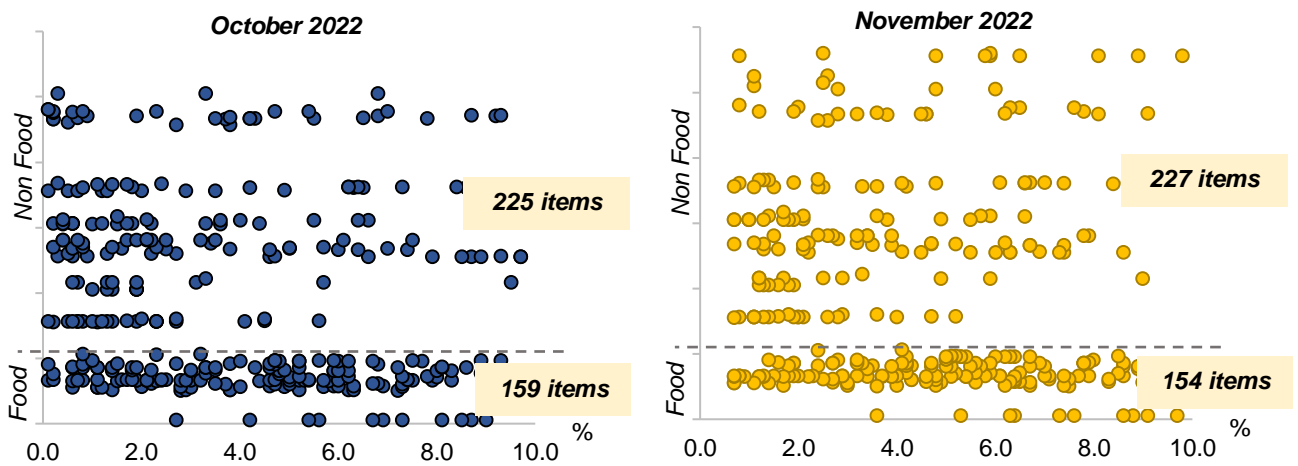 October 2022
Non Food
Food
225 items
159 items
0.0 2.0 4.0 6.0 8.0 10.0
%
November 2022
Non Food
Food
227 items
154 items
0.0 2.0 4.0 6.0 8.0 10.0
%